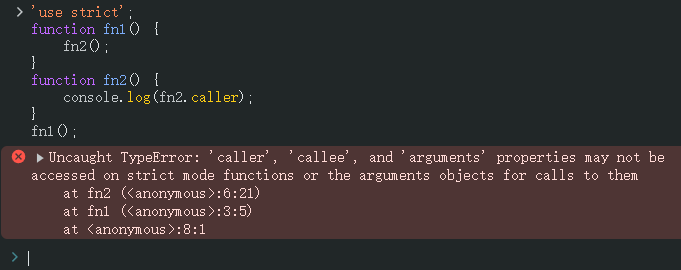 > 'use strict';
function fn1() {
    fn2();
}
function fn2() {
    console.log(fn2.caller);
}
fn1();
Uncaught TypeError: 'caller', 'callee', and 'arguments' properties may not be
accessed on strict mode functions or the arguments objects for calls to them
    at fn2 (<anonymous>:6:21)
    at fn1 (<anonymous>:3:5)
    at <anonymous>:8:1
>